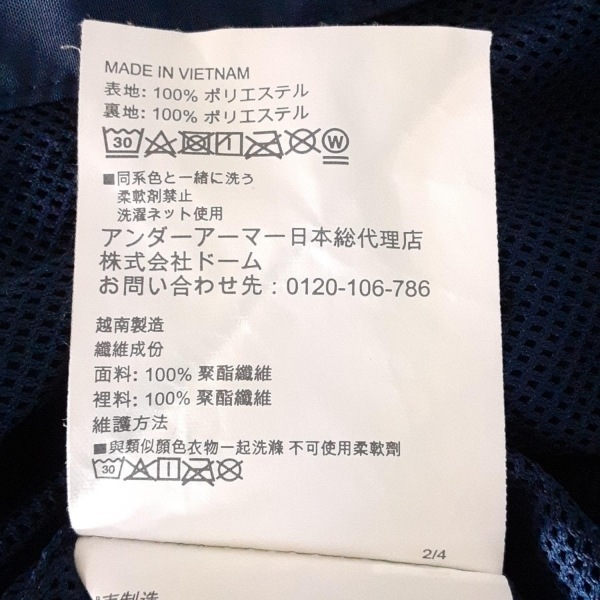 MADE IN VIETNAM
表地: 100% ポリエステル
裏地: 100% ポリエステル
30 W
■同系色と一緒に洗う
柔軟剤禁止
洗濯ネット使用
アンダーアーマー日本総代理店
株式会社ドーム
お問い合わせ先：0120-106-786
越南製造
纖維成份
面料: 100% 聚酯纖維
裡料: 100% 聚酯纖維
維護方法
■與類似顏色衣物一起洗滌 不可使用柔軟劑
30
2/4